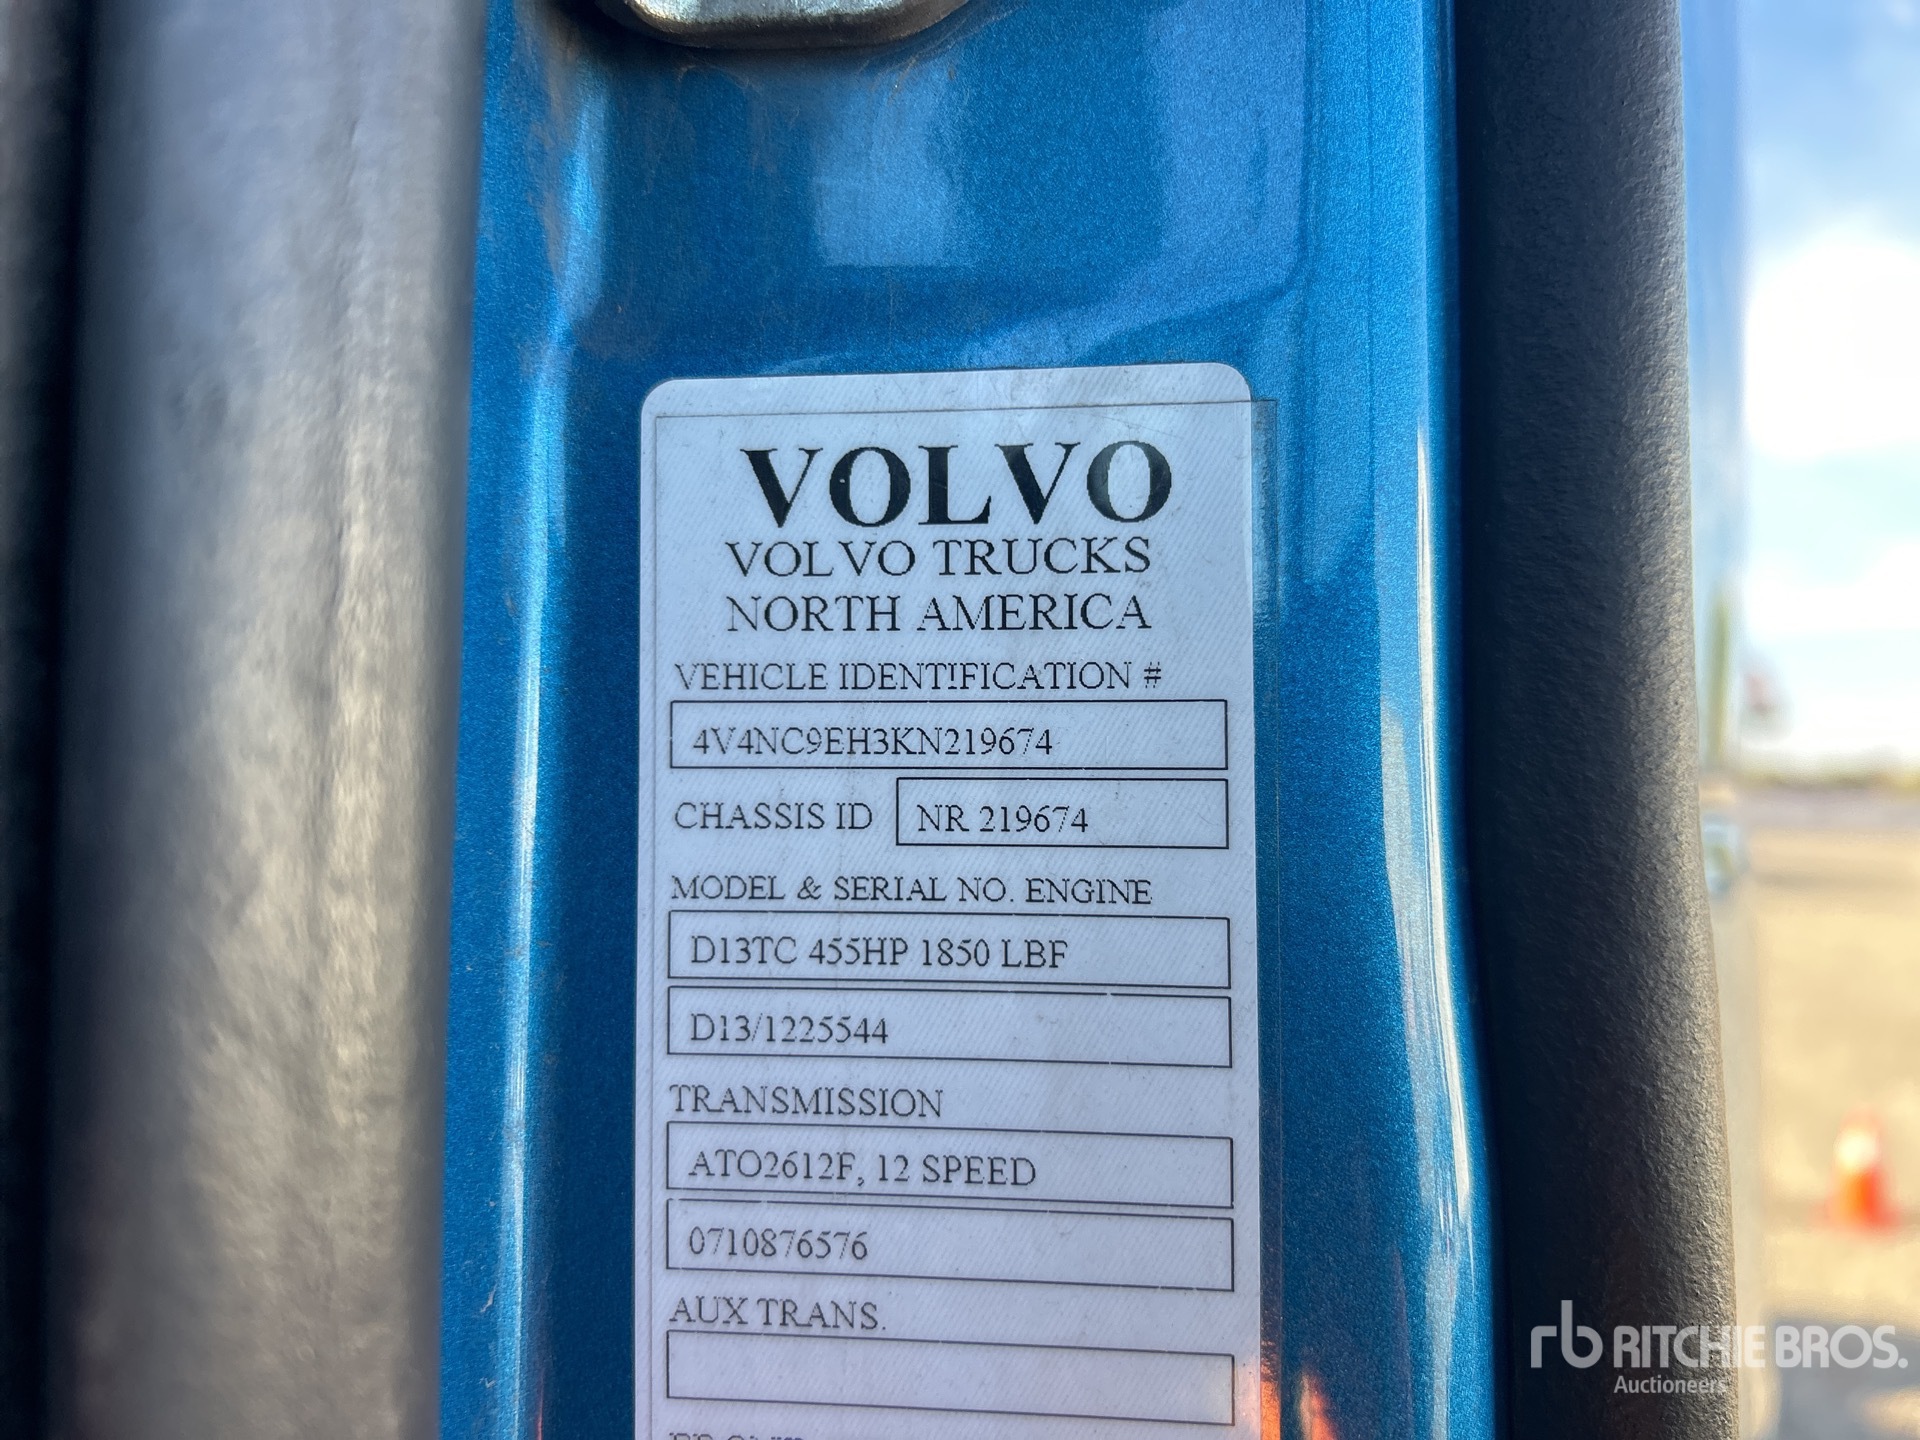 VOLVO
VOLVO TRUCKS
NORTH AMERICA
VEHICLE IDENTIFICATION #
4V4NC9EH3KN219674
CHASSIS ID NR 219674
MODEL & SERIAL NO. ENGINE
D13TC 455HP 1850 LBF
D13/1225544
TRANSMISSION
ATO2612F, 12 SPEED
0710876576
AUX TRANS.
rb RITCHIE BROS.
Auctioneers